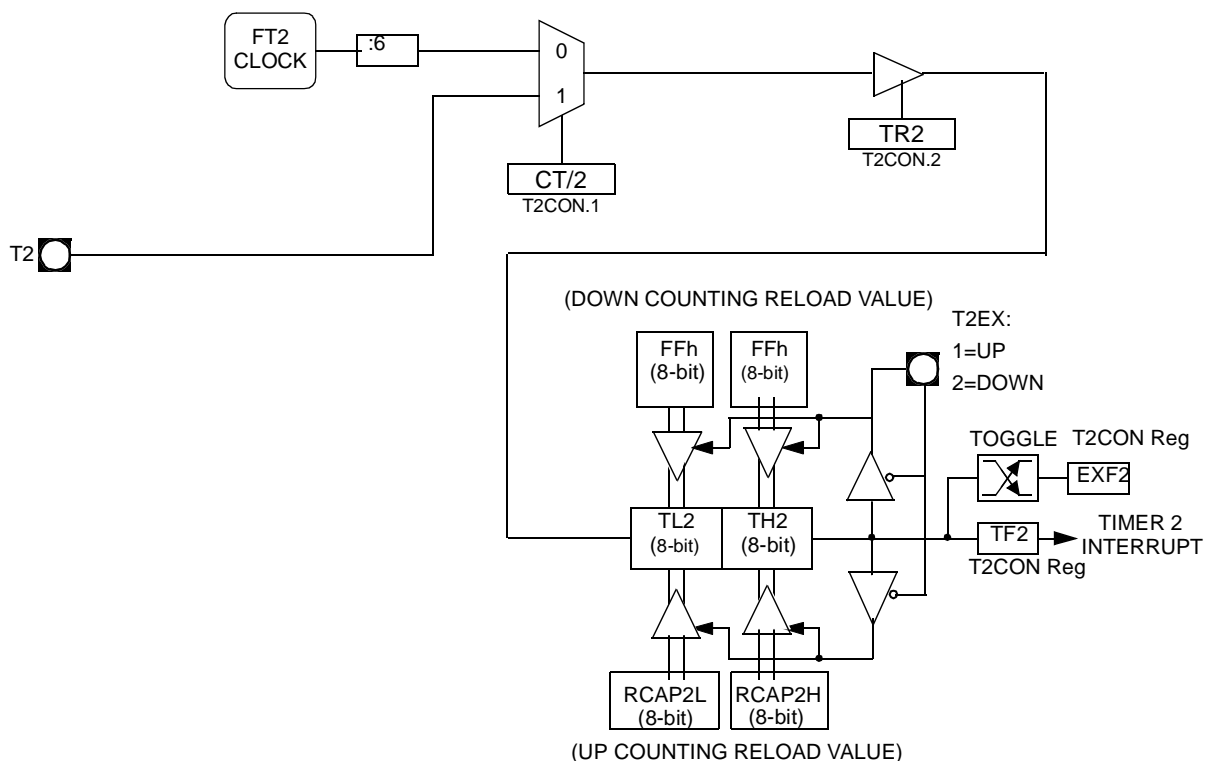 FT2
CLOCK
:6
0
1
CT/2
T2CON.1
TR2
T2CON.2
T2
(DOWN COUNTING RELOAD VALUE)
T2EX:
1=UP
2=DOWN
FFh
(8-bit)
FFh
(8-bit)
TOGGLE
T2CON Reg
EXF2
TL2
(8-bit)
TH2
(8-bit)
TF2
T2CON Reg
TIMER 2
INTERRUPT
RCAP2L
(8-bit)
RCAP2H
(8-bit)
(UP COUNTING RELOAD VALUE)